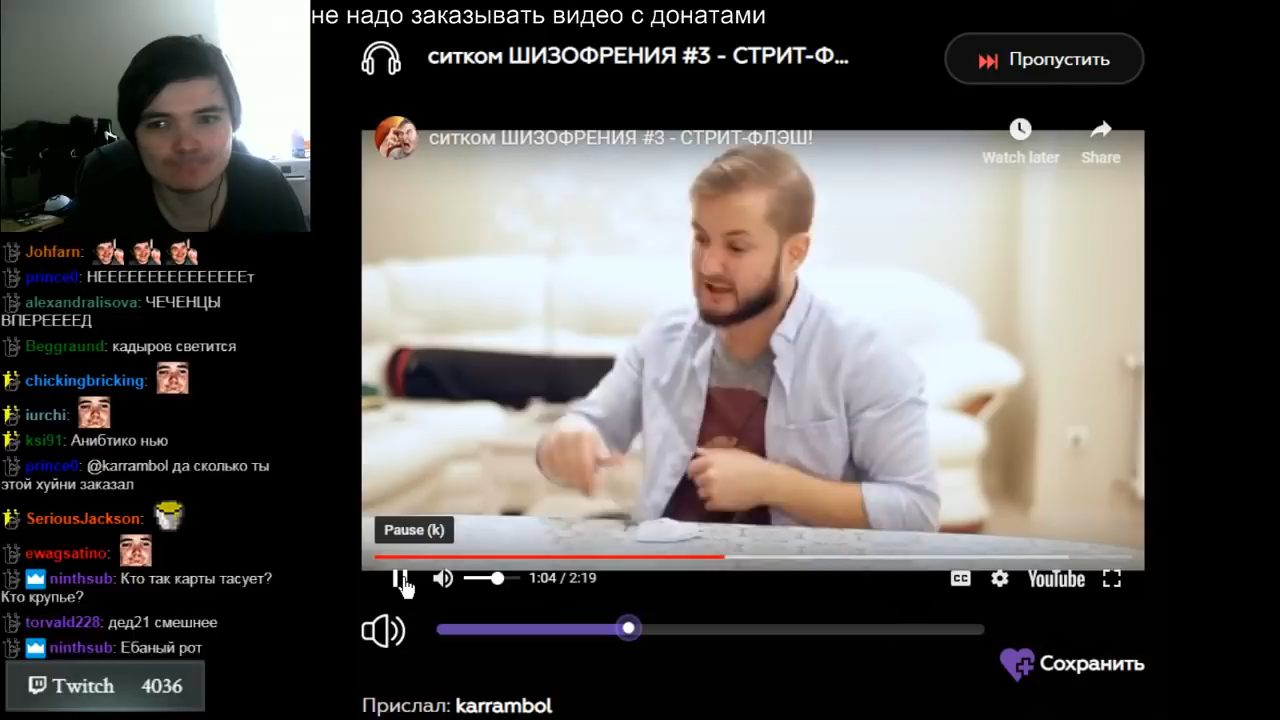 не надо заказывать видео с донатами
ситком ШИЗОФРЕНИЯ #3 - СТРИТ-Ф...
Пропустить
ситком ШИЗОФРЕНИЯ #3 - СТРИТ-ФЛЭШ!
Watch later
Share
Johfarn:
prince0: НЕЕЕЕЕЕЕЕЕЕЕЕЕЕЕт
alexandralisova: ЧЕЧЕНЦЫ
ВПЕРЕЕЕЕД
Beggraund: кадыров светится
chickingbricking:
iurchi:
ksi91: Анибтико нью
prince0: @karrambol да сколько ты
этой хуйни заказал
SeriousJackson:
ewagsatino:
ninthsub: Кто так карты тасует?
Кто крупье?
torvald228: дед21 смешнее
ninthsub: Ебаный рот
Twitch 4036
Pause (k)
1:04 / 2:19
CC
YouTube
Сохранить
Прислал: karrambol